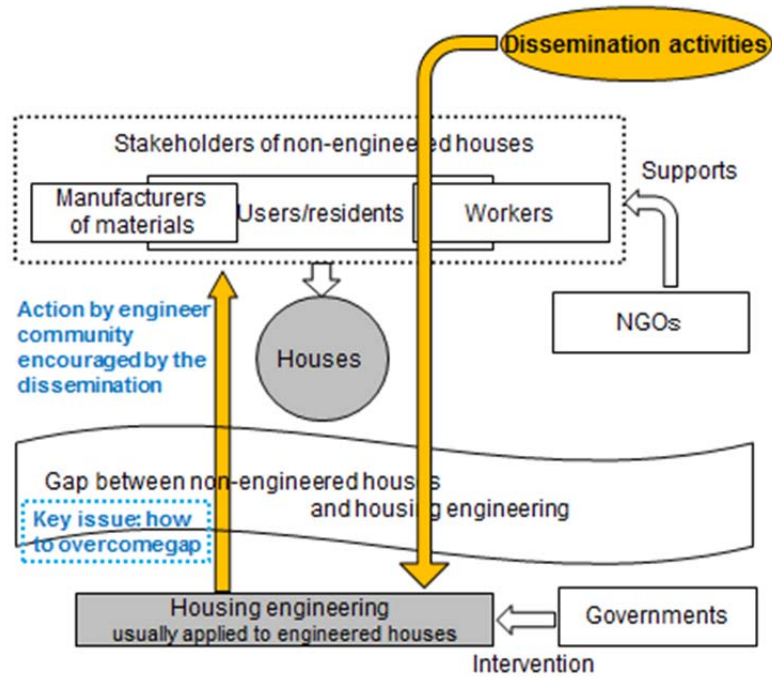 Dissemination activities
Stakeholders of non-engineered houses
Supports
Manufacturers
of materials
Users/residents
Workers
Action by engineer
community
encouraged by the
dissemination
NGOs
Houses
Gap between non-engineered houses
and housing engineering
Key issue: how
to overcomegap
Housing engineering
usually applied to engineered houses
Governments
Intervention